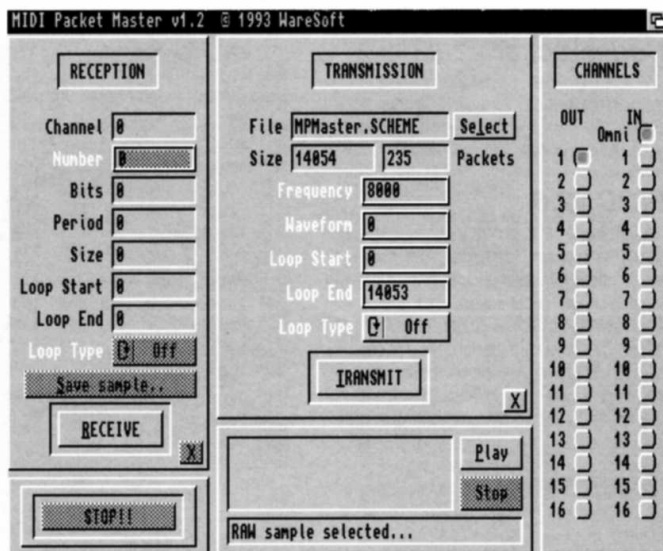 MIDI Packet Master v1.2 © 1993 WareSoft
RECEPTION
Channel 0
Number 0
Bits 0
Period 0
Size 0
Loop Start 0
Loop End 0
Loop Type Off
Save sample..
RECEIVE
X
STOP!!
TRANSMISSION
File MPMaster.SCHEME Select
Size 14054 235 Packets
Frequency 8000
Waveform 0
Loop Start 0
Loop End 14053
Loop Type Off
TRANSMIT
X
Play
Stop
RAW sample selected...
CHANNELS
OUT IN
Omni
1 1
2 2
3 3
4 4
5 5
6 6
7 7
8 8
9 9
10 10
11 11
12 12
13 13
14 14
15 15
16 16